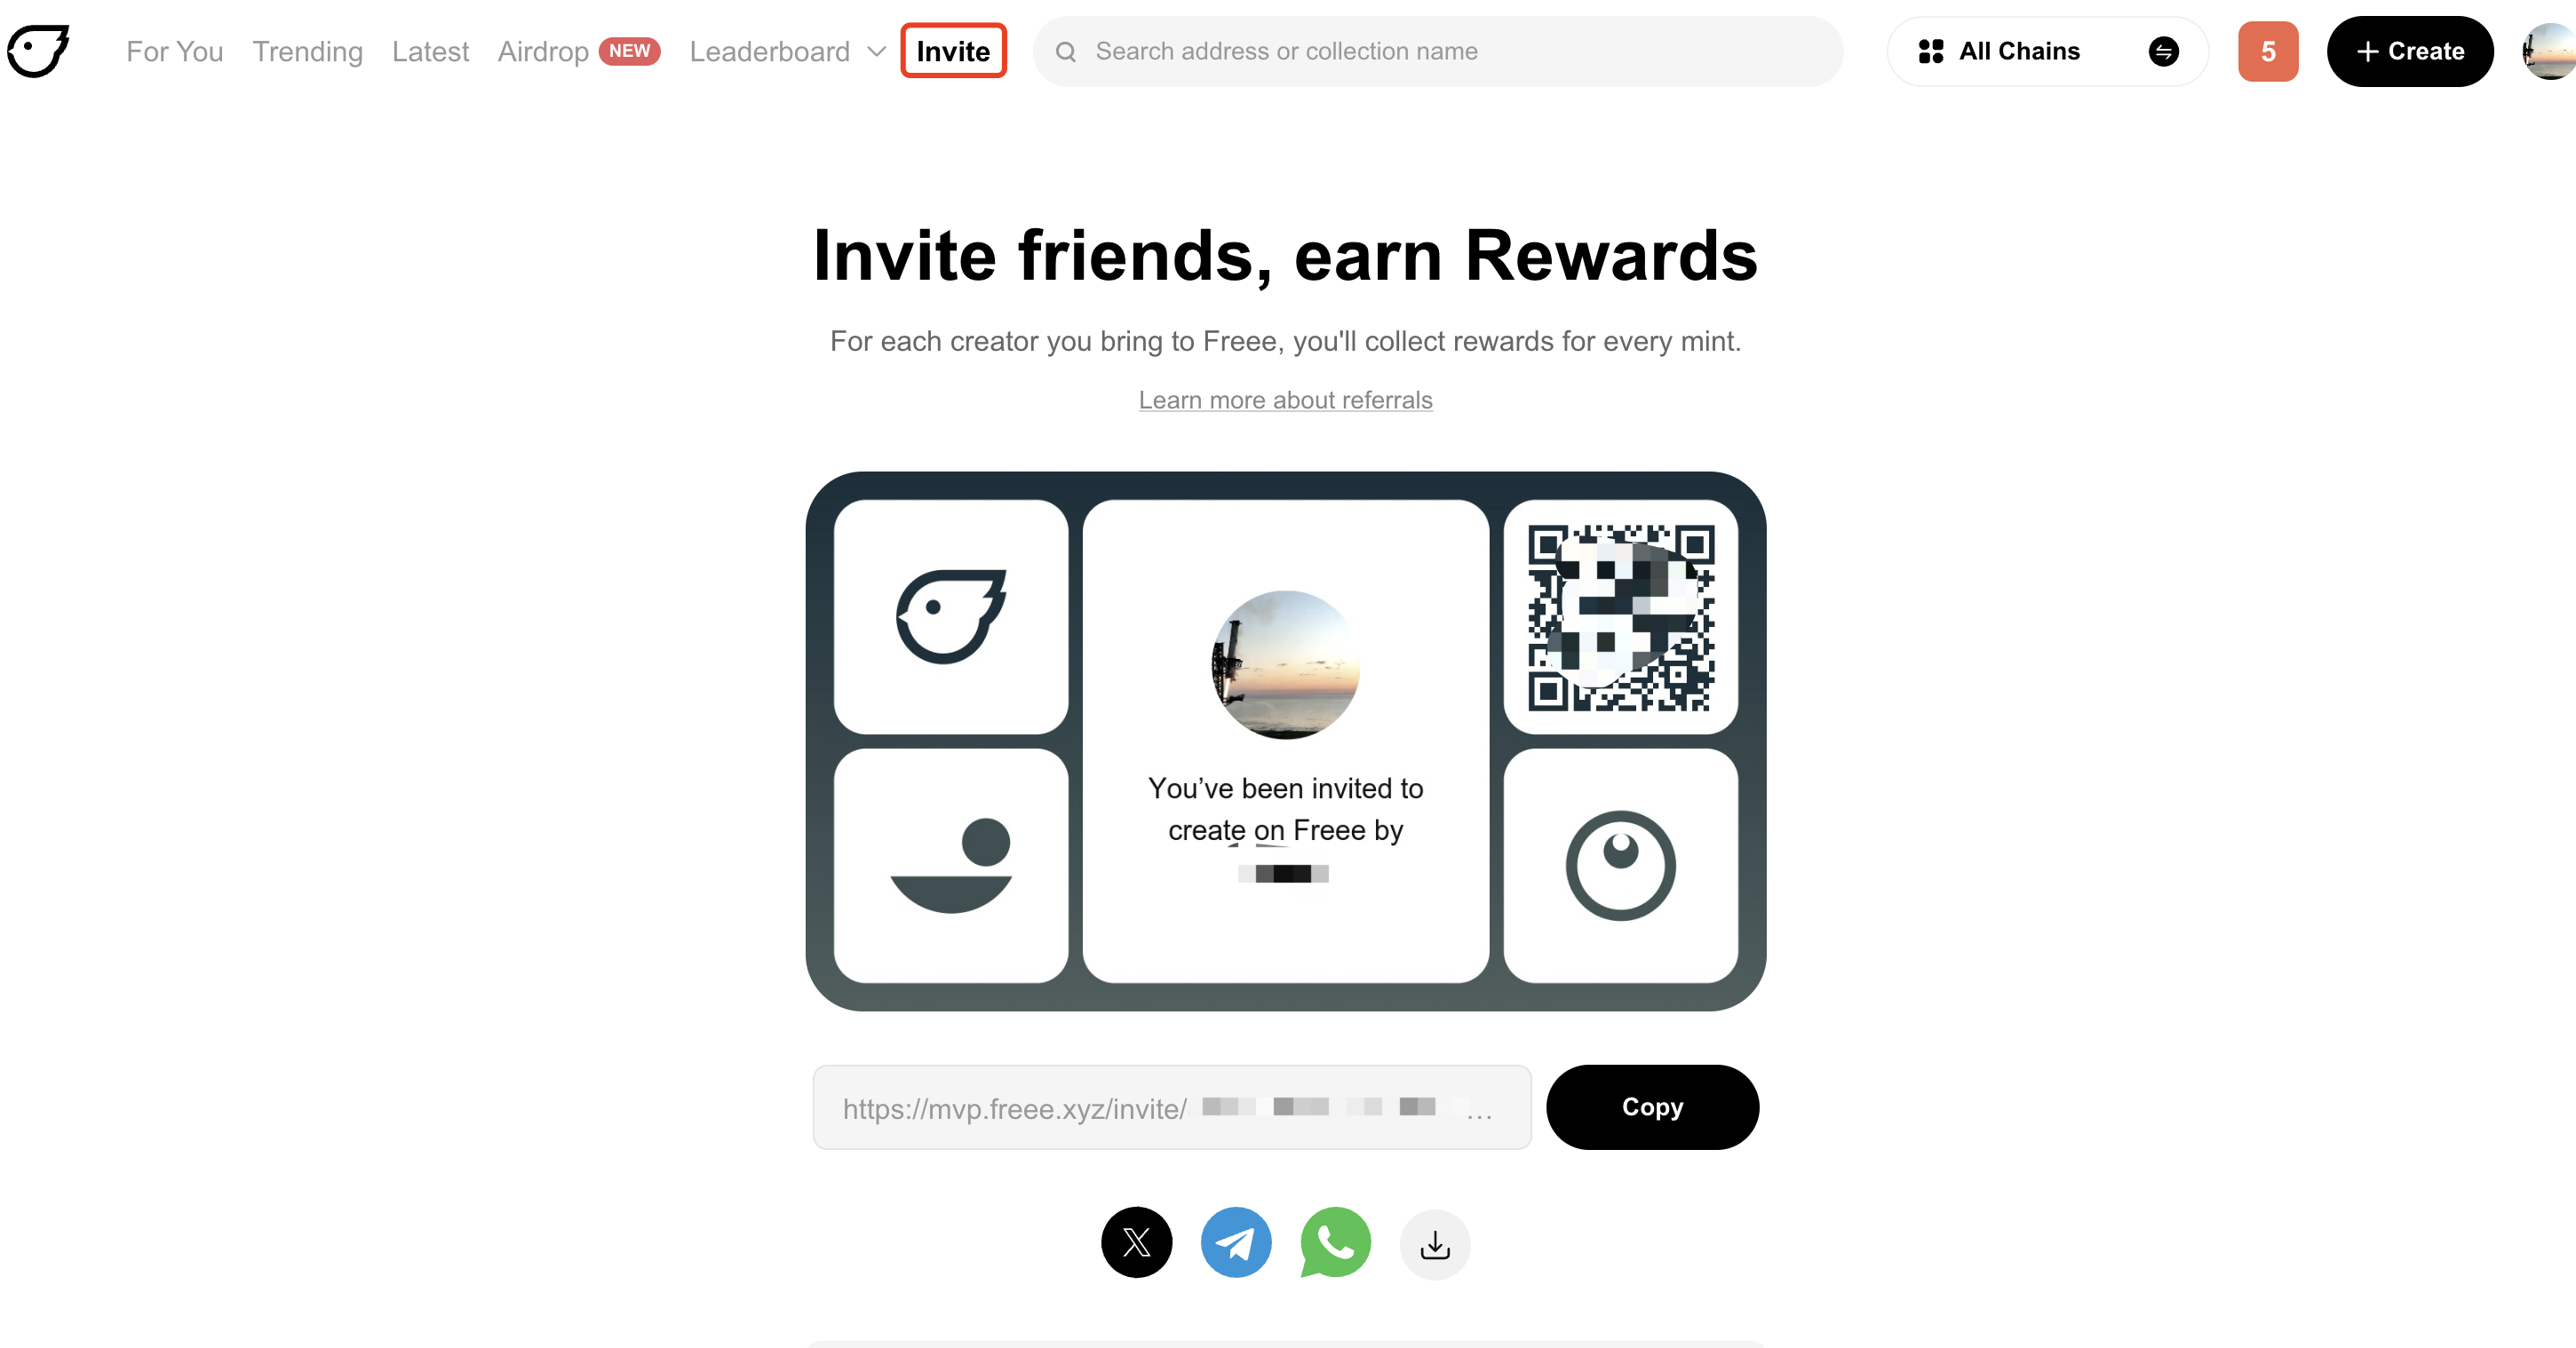 For You Trending Latest Airdrop NEW Leaderboard Invite Search address or collection name All Chains 5 + Create
Invite friends, earn Rewards
For each creator you bring to Freee, you'll collect rewards for every mint.
Learn more about referrals
You’ve been invited to
create on Freee by
https://mvp.freee.xyz/invite/ ... Copy